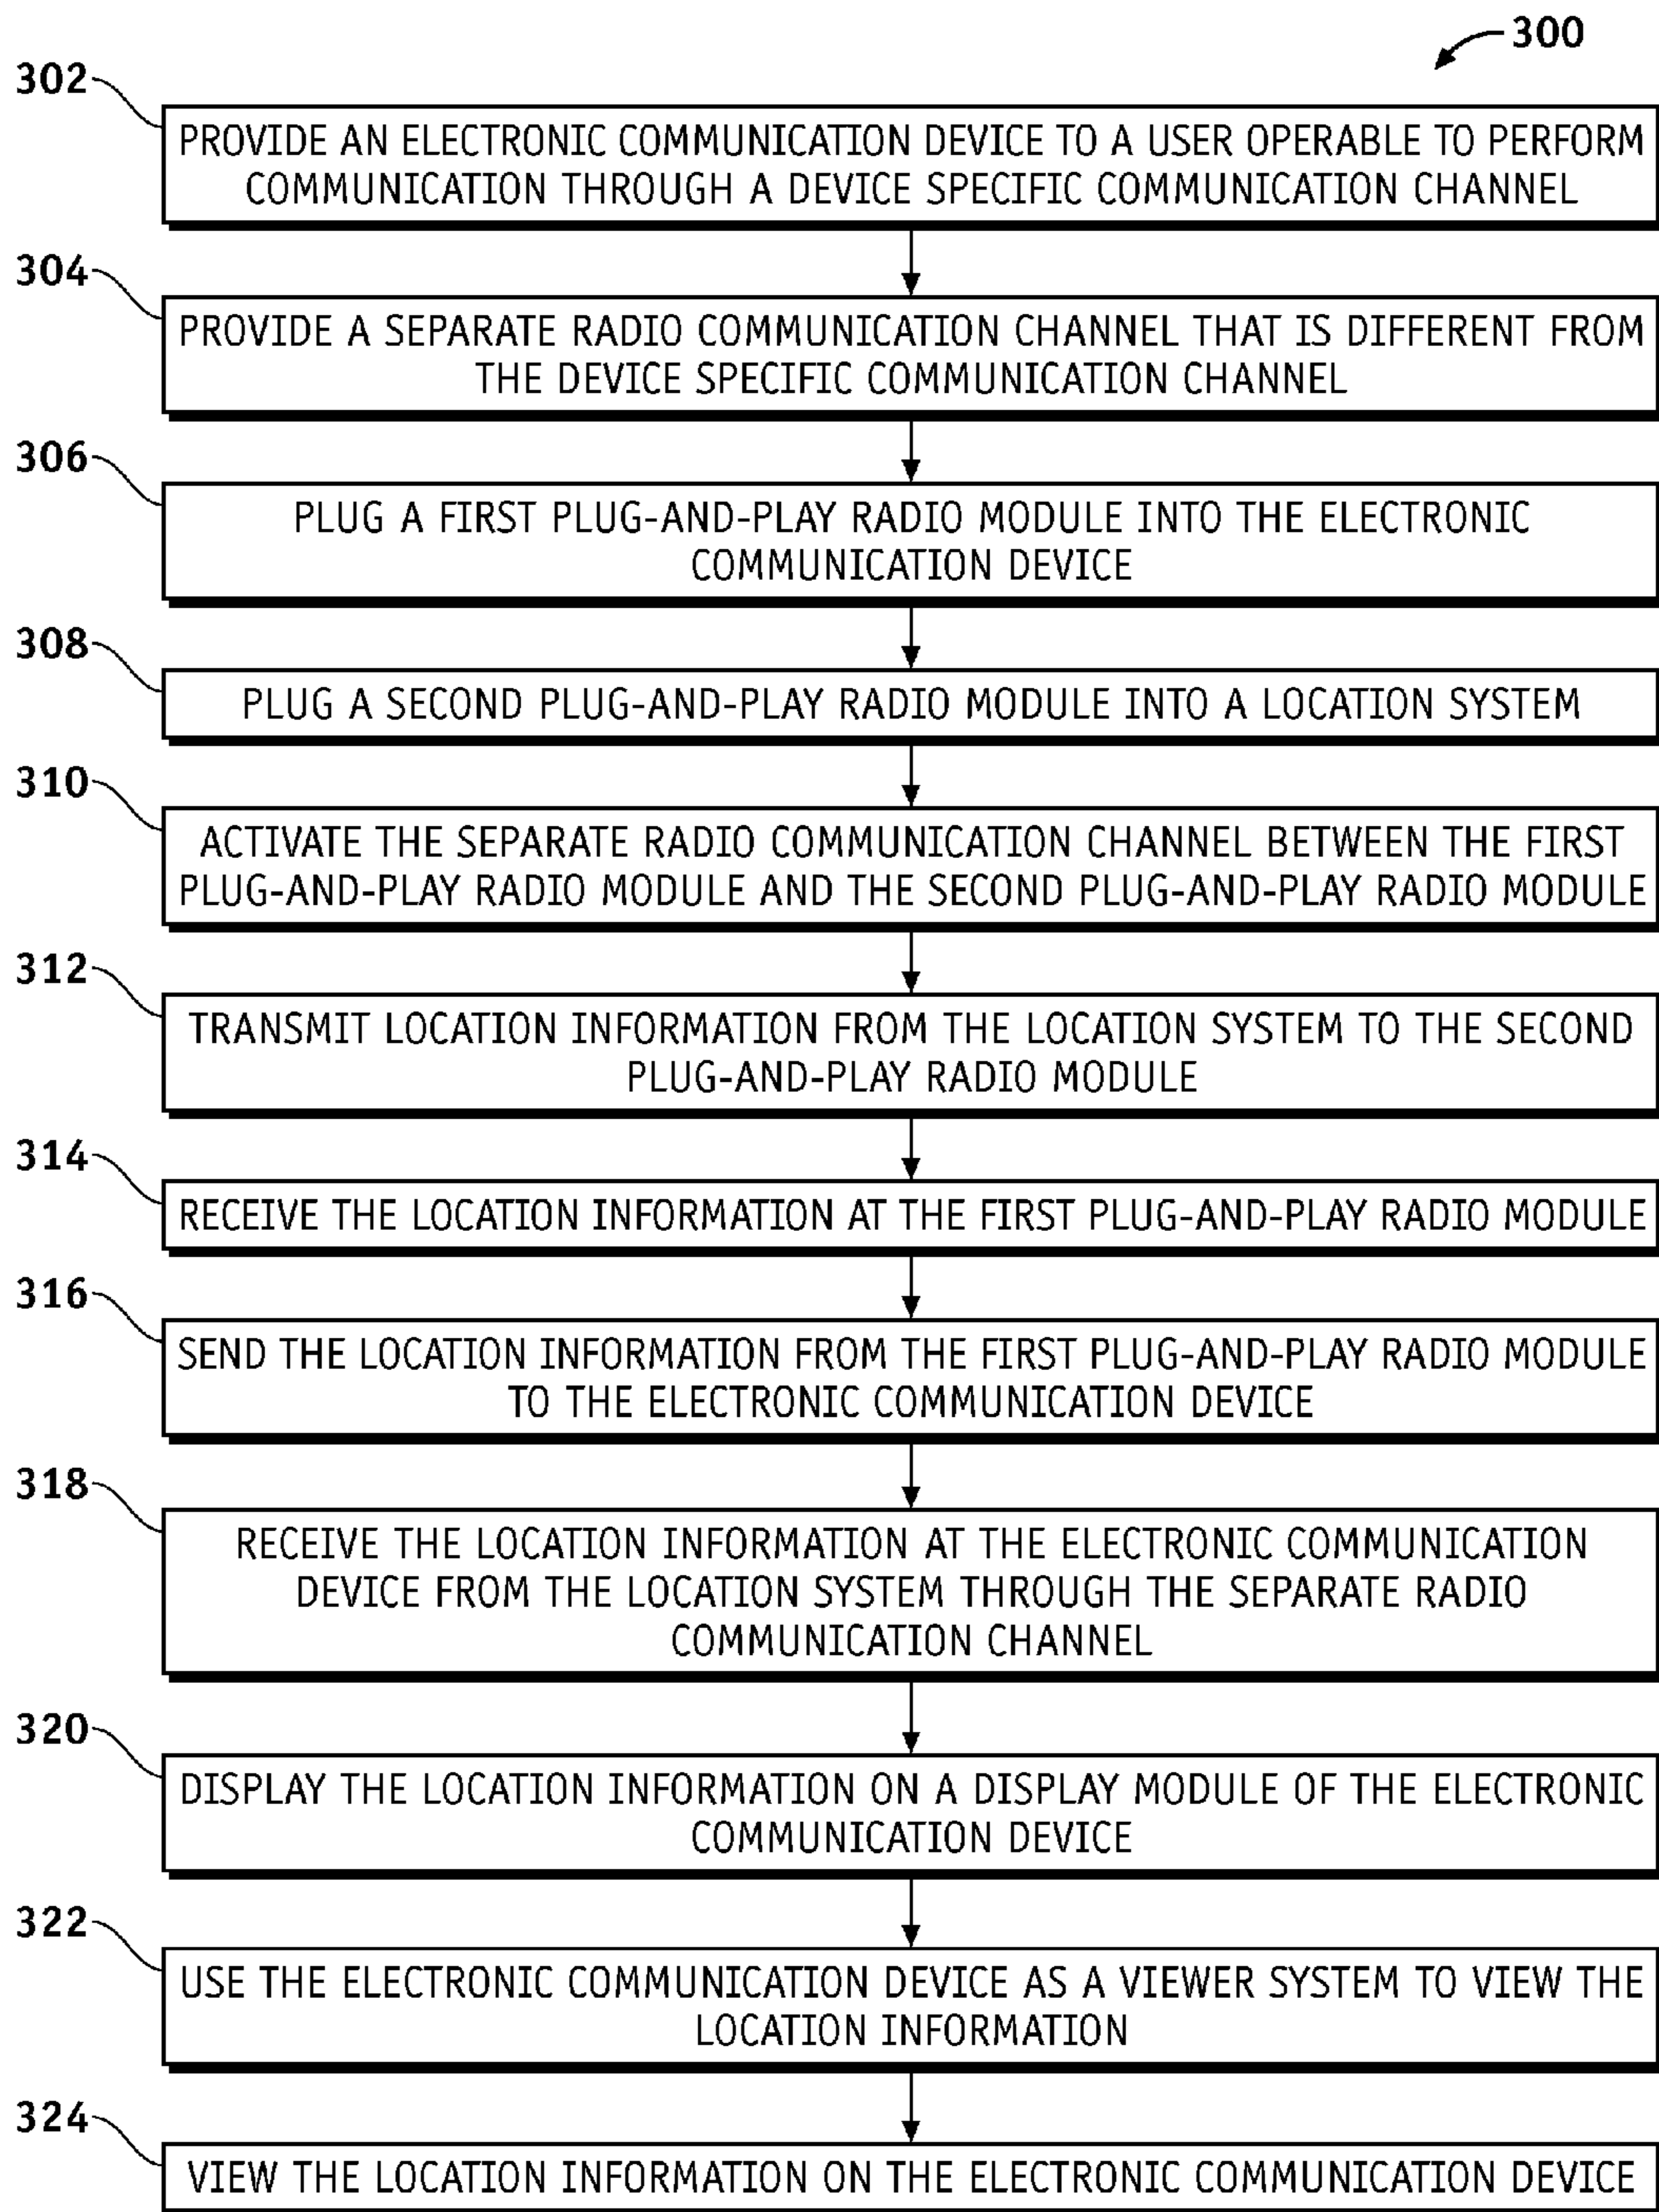 300
302
PROVIDE AN ELECTRONIC COMMUNICATION DEVICE TO A USER OPERABLE TO PERFORM
COMMUNICATION THROUGH A DEVICE SPECIFIC COMMUNICATION CHANNEL
304
PROVIDE A SEPARATE RADIO COMMUNICATION CHANNEL THAT IS DIFFERENT FROM
THE DEVICE SPECIFIC COMMUNICATION CHANNEL
306
PLUG A FIRST PLUG-AND-PLAY RADIO MODULE INTO THE ELECTRONIC
COMMUNICATION DEVICE
308
PLUG A SECOND PLUG-AND-PLAY RADIO MODULE INTO A LOCATION SYSTEM
310
ACTIVATE THE SEPARATE RADIO COMMUNICATION CHANNEL BETWEEN THE FIRST
PLUG-AND-PLAY RADIO MODULE AND THE SECOND PLUG-AND-PLAY RADIO MODULE
312
TRANSMIT LOCATION INFORMATION FROM THE LOCATION SYSTEM TO THE SECOND
PLUG-AND-PLAY RADIO MODULE
314
RECEIVE THE LOCATION INFORMATION AT THE FIRST PLUG-AND-PLAY RADIO MODULE
316
SEND THE LOCATION INFORMATION FROM THE FIRST PLUG-AND-PLAY RADIO MODULE
TO THE ELECTRONIC COMMUNICATION DEVICE
318
RECEIVE THE LOCATION INFORMATION AT THE ELECTRONIC COMMUNICATION
DEVICE FROM THE LOCATION SYSTEM THROUGH THE SEPARATE RADIO
COMMUNICATION CHANNEL
320
DISPLAY THE LOCATION INFORMATION ON A DISPLAY MODULE OF THE ELECTRONIC
COMMUNICATION DEVICE
322
USE THE ELECTRONIC COMMUNICATION DEVICE AS A VIEWER SYSTEM TO VIEW THE
LOCATION INFORMATION
324
VIEW THE LOCATION INFORMATION ON THE ELECTRONIC COMMUNICATION DEVICE